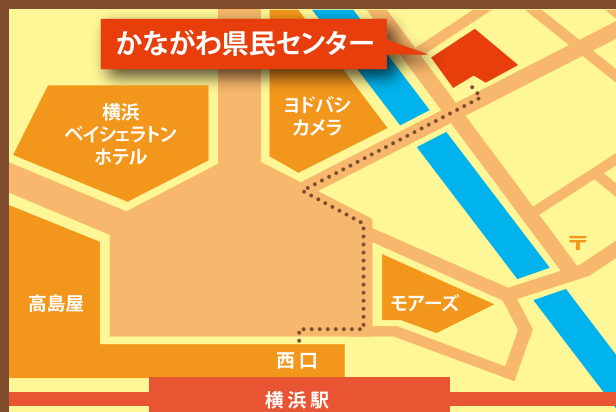 かながわ県民センター
横浜
ベイシェラトン
ホテル
ヨドバシ
カメラ
〒
高島屋
モアーズ
西口
横浜駅